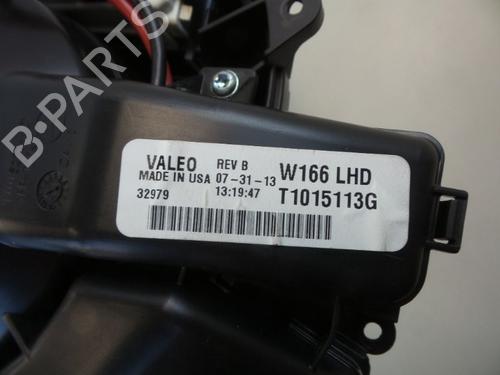 B-PARTS
VALEO REV B W166 LHD
MADE IN USA 07-31-13
32979 13:19:47 T1015113G